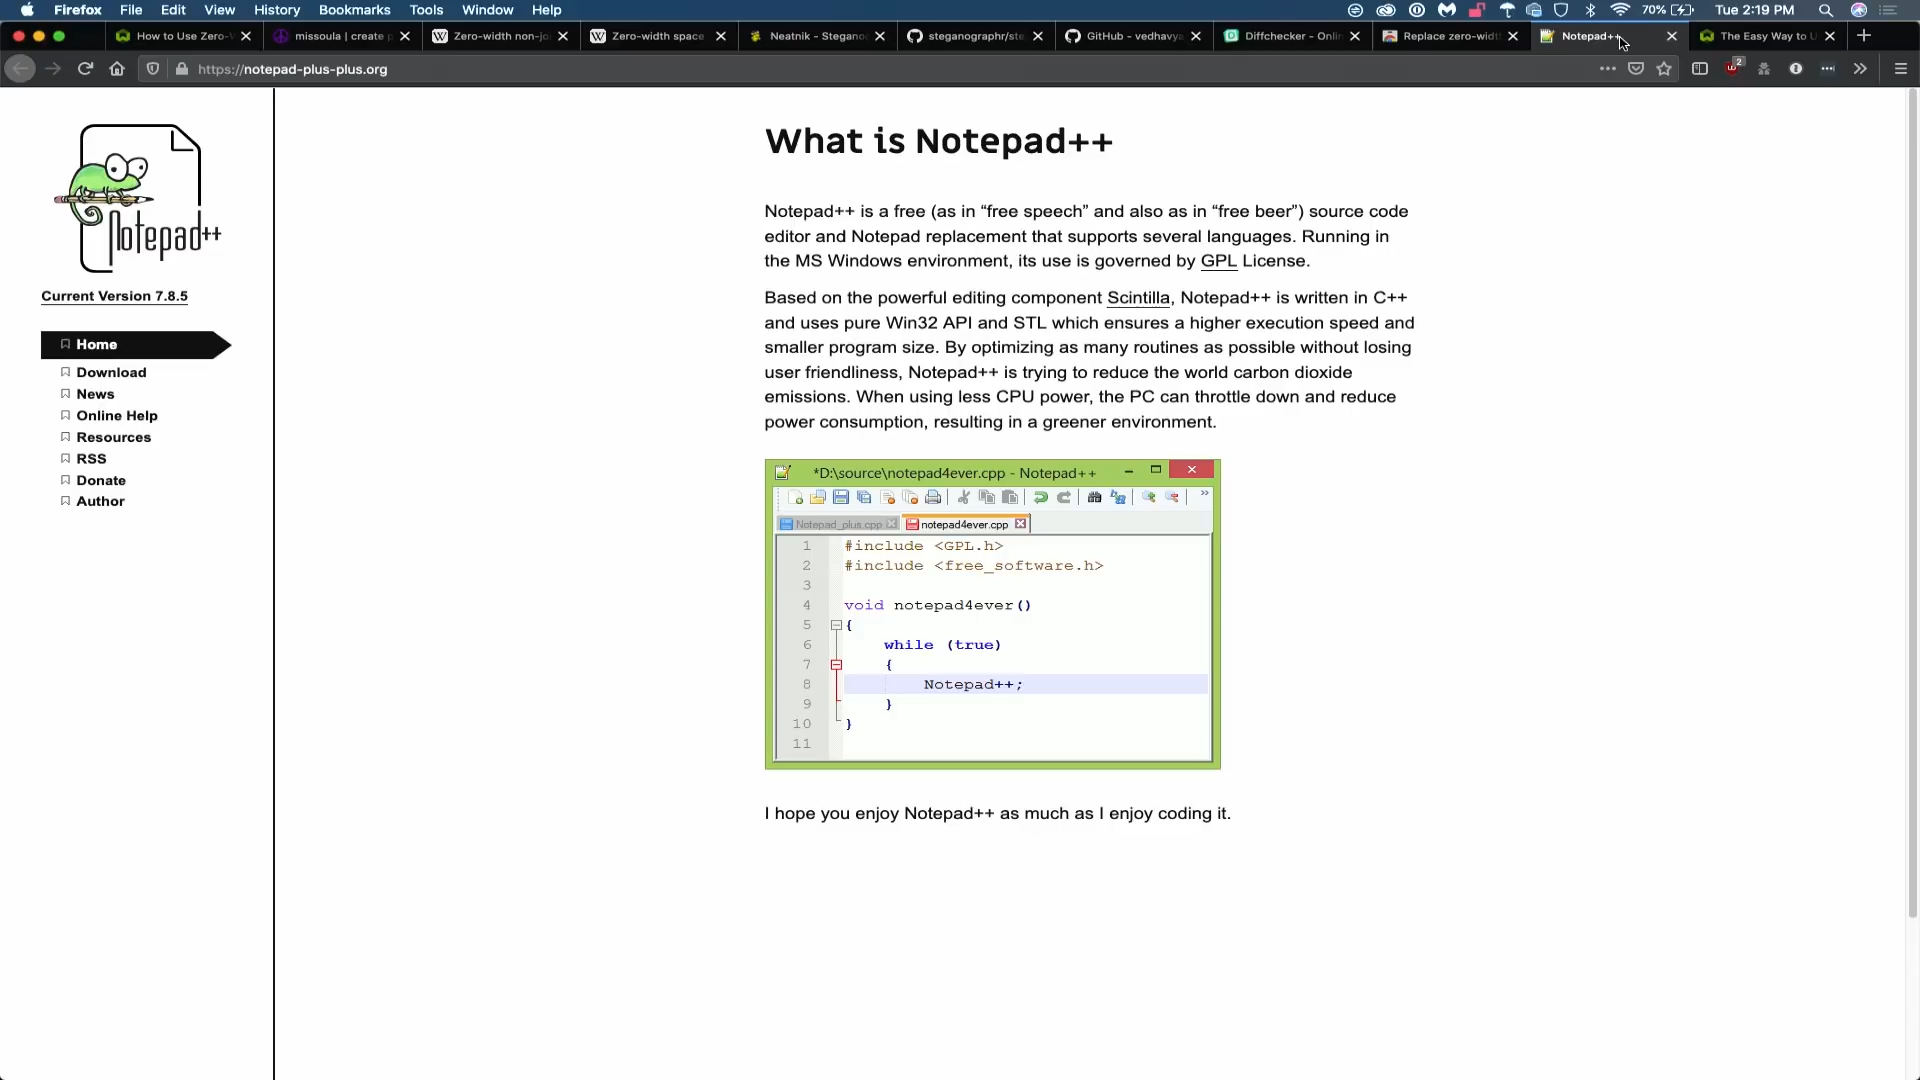 Firefox File Edit View History Bookmarks Tools Window Help 70% Tue 2:19 PM
How to Use Zero-W missoula | create p Zero-width non-jo Zero-width space Neatnik - Stegano steganographr/ste GitHub - vedhavya Diffchecker - Onlin Replace zero-widt Notepad++ The Easy Way to U
https://notepad-plus-plus.org 2
Notepad++
Current Version 7.8.5
Home
Download
News
Online Help
Resources
RSS
Donate
Author
What is Notepad++
Notepad++ is a free (as in “free speech” and also as in “free beer”) source code
editor and Notepad replacement that supports several languages. Running in
the MS Windows environment, its use is governed by GPL License.
Based on the powerful editing component Scintilla, Notepad++ is written in C++
and uses pure Win32 API and STL which ensures a higher execution speed and
smaller program size. By optimizing as many routines as possible without losing
user friendliness, Notepad++ is trying to reduce the world carbon dioxide
emissions. When using less CPU power, the PC can throttle down and reduce
power consumption, resulting in a greener environment.
*D:\source\notepad4ever.cpp - Notepad++
Notepad_plus.cpp notepad4ever.cpp
1 #include <GPL.h>
2 #include <free_software.h>
3
4 void notepad4ever()
5 {
6 while (true)
7 {
8 Notepad++;
9 }
10 }
11
I hope you enjoy Notepad++ as much as I enjoy coding it.